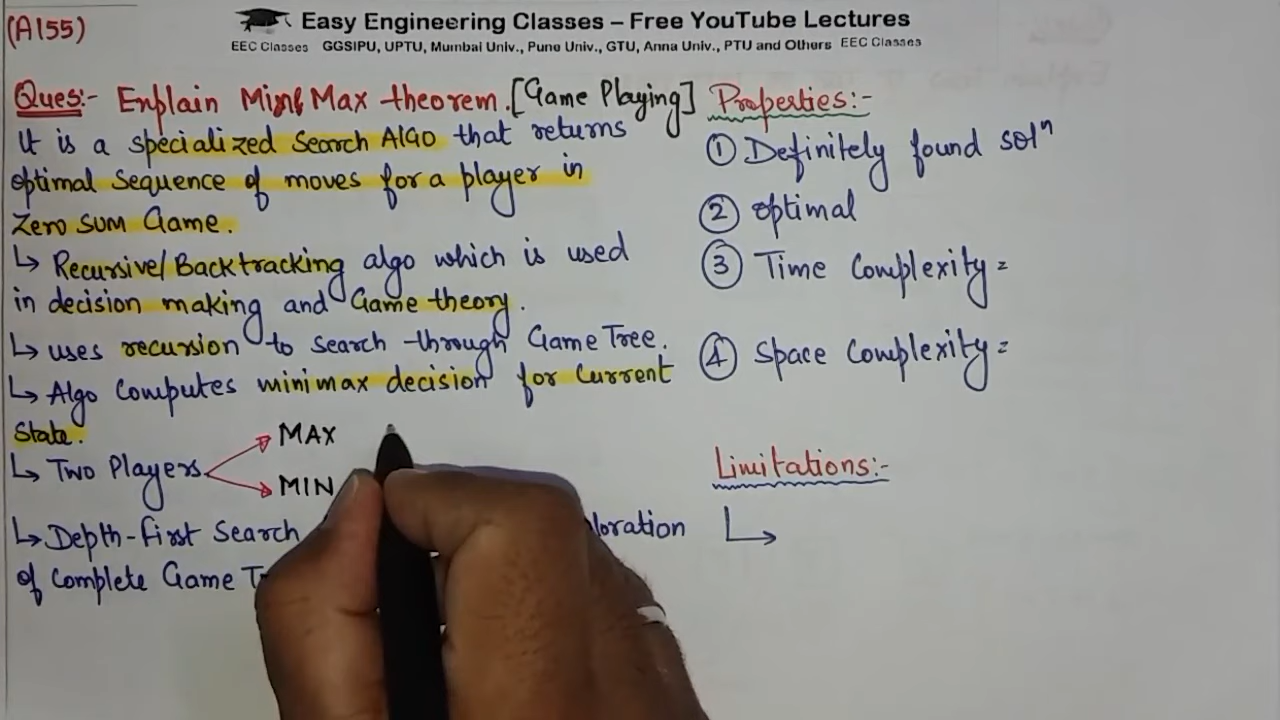 (A155)
Easy Engineering Classes – Free YouTube Lectures
EEC Classes GGSIPU, UPTU, Mumbai Univ., Pune Univ., GTU, Anna Univ., PTU and Others EEC Classes
Ques:- Explain Max theorem. [Game Playing]
It is a specialized Search Algo that returns
optimal sequence of moves for a player in
Zero sum Game.
↳ Recursive/Backtracking algo which is used
in decision making and Game theory.
↳ uses recursion to search through Game Tree.
↳ Algo computes minimax decision for current
state.
↳ Two Players
MAX
MIN
↳ Depth-first Search
of complete Game
Properties:-
① Definitely found solⁿ
② optimal
③ Time Complexity =
④ Space Complexity =
Limitations:-
↳